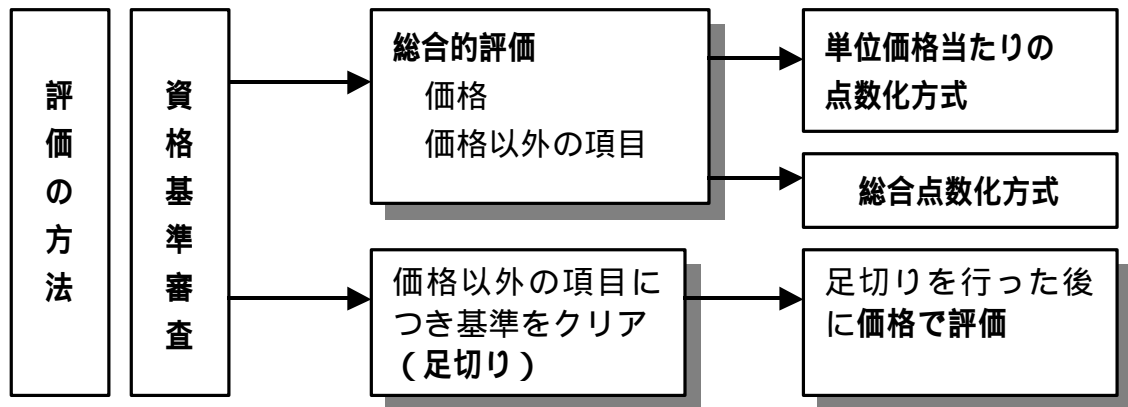 評価の方法
資格基準審査
総合的評価
価格
価格以外の項目
単位価格当たりの
点数化方式
総合点数化方式
価格以外の項目に
つき基準をクリア
（足切り）
足切りを行った後
に価格で評価